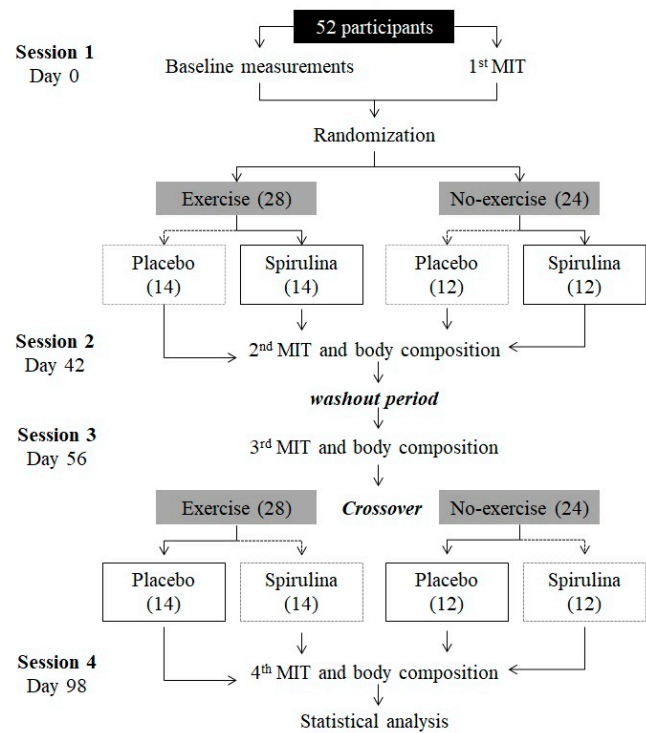 52 participants
Session 1
Day 0
Baseline measurements
1st MIT
Randomization
Exercise (28)
No-exercise (24)
Placebo
(14)
Spirulina
(14)
Placebo
(12)
Spirulina
(12)
Session 2
Day 42
2nd MIT and body composition
washout period
Session 3
Day 56
3rd MIT and body composition
Exercise (28)
Crossover
No-exercise (24)
Placebo
(14)
Spirulina
(14)
Placebo
(12)
Spirulina
(12)
Session 4
Day 98
4th MIT and body composition
Statistical analysis